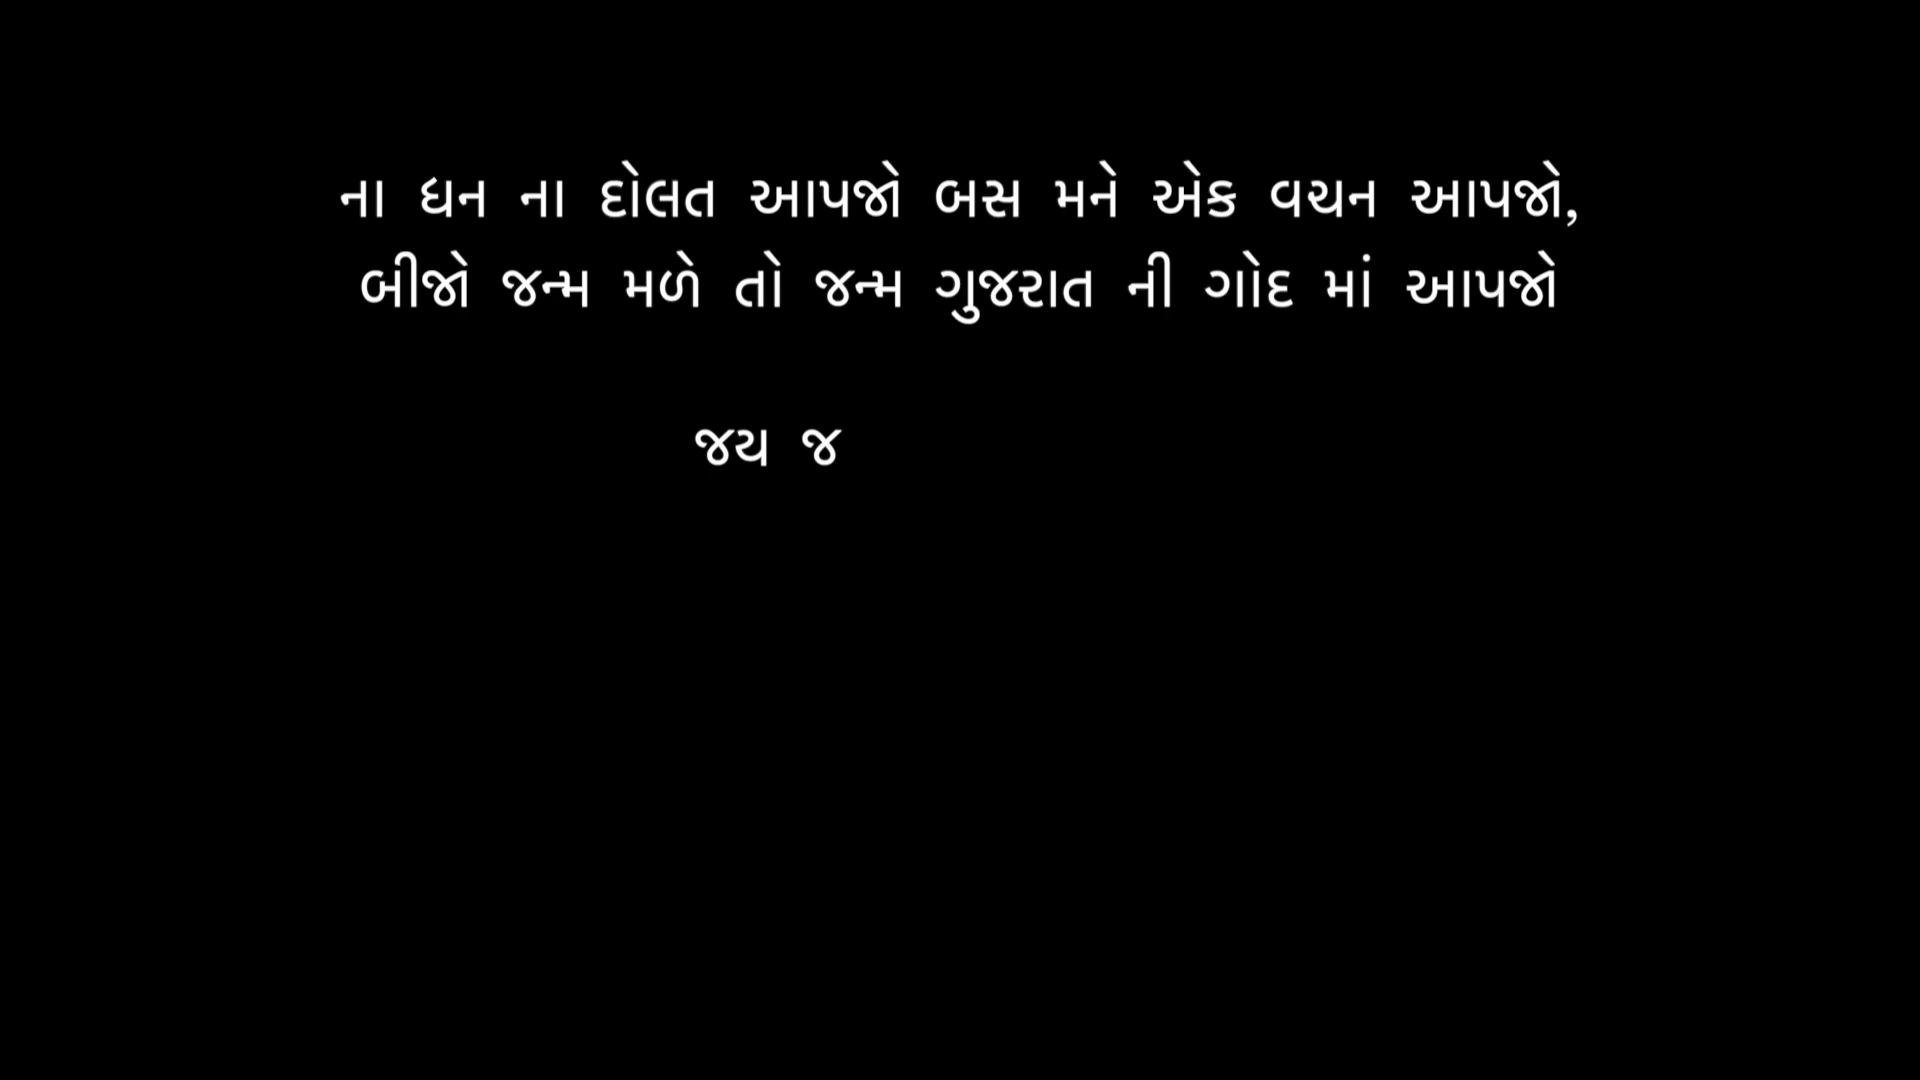 ના ધન ના દોલત આપજો બસ મને એક વચન આપજો,
બીજો જન્મ મળે તો જન્મ ગુજરાત ની ગોદ માં આપજો
જય જ